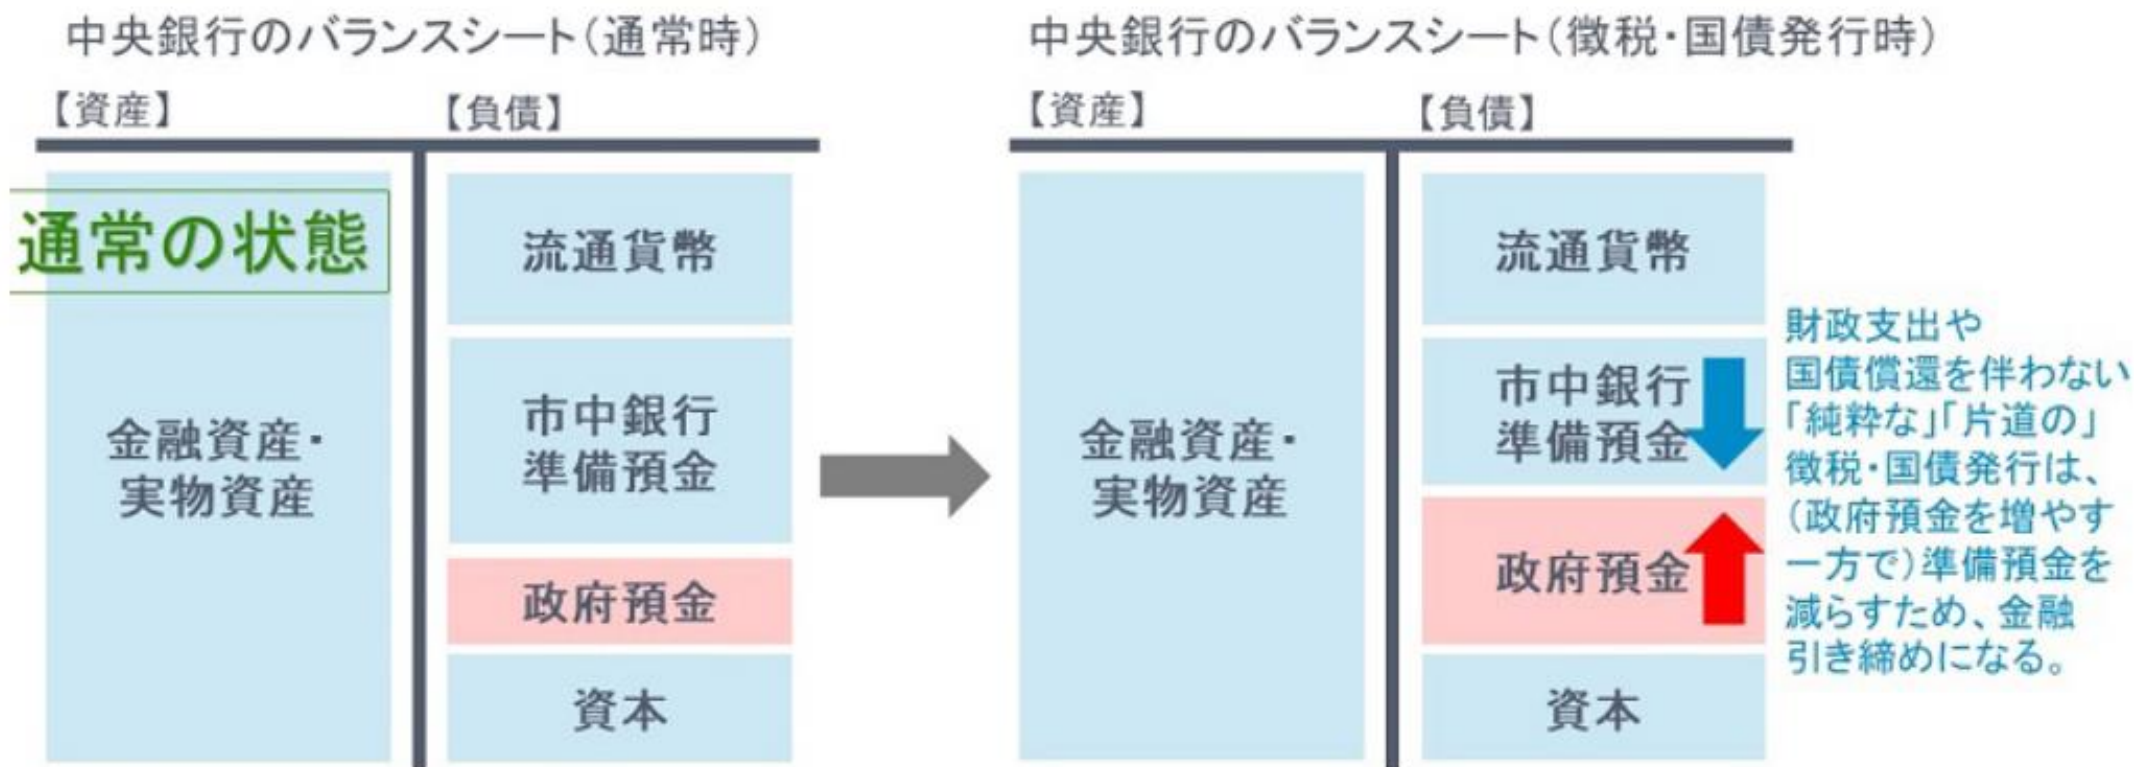 中央銀行のバランスシート（通常時）
【資産】
【負債】
通常の状態
金融資産・
実物資産
流通貨幣
市中銀行
準備預金
政府預金
資本
中央銀行のバランスシート（徴税・国債発行時）
【資産】
【負債】
金融資産・
実物資産
流通貨幣
市中銀行
準備預金
政府預金
資本
財政支出や
国債償還を伴わない
「純粋な」「片道の」
徴税・国債発行は、
（政府預金を増やす
一方で）準備預金を
減らすため、金融
引き締めになる。